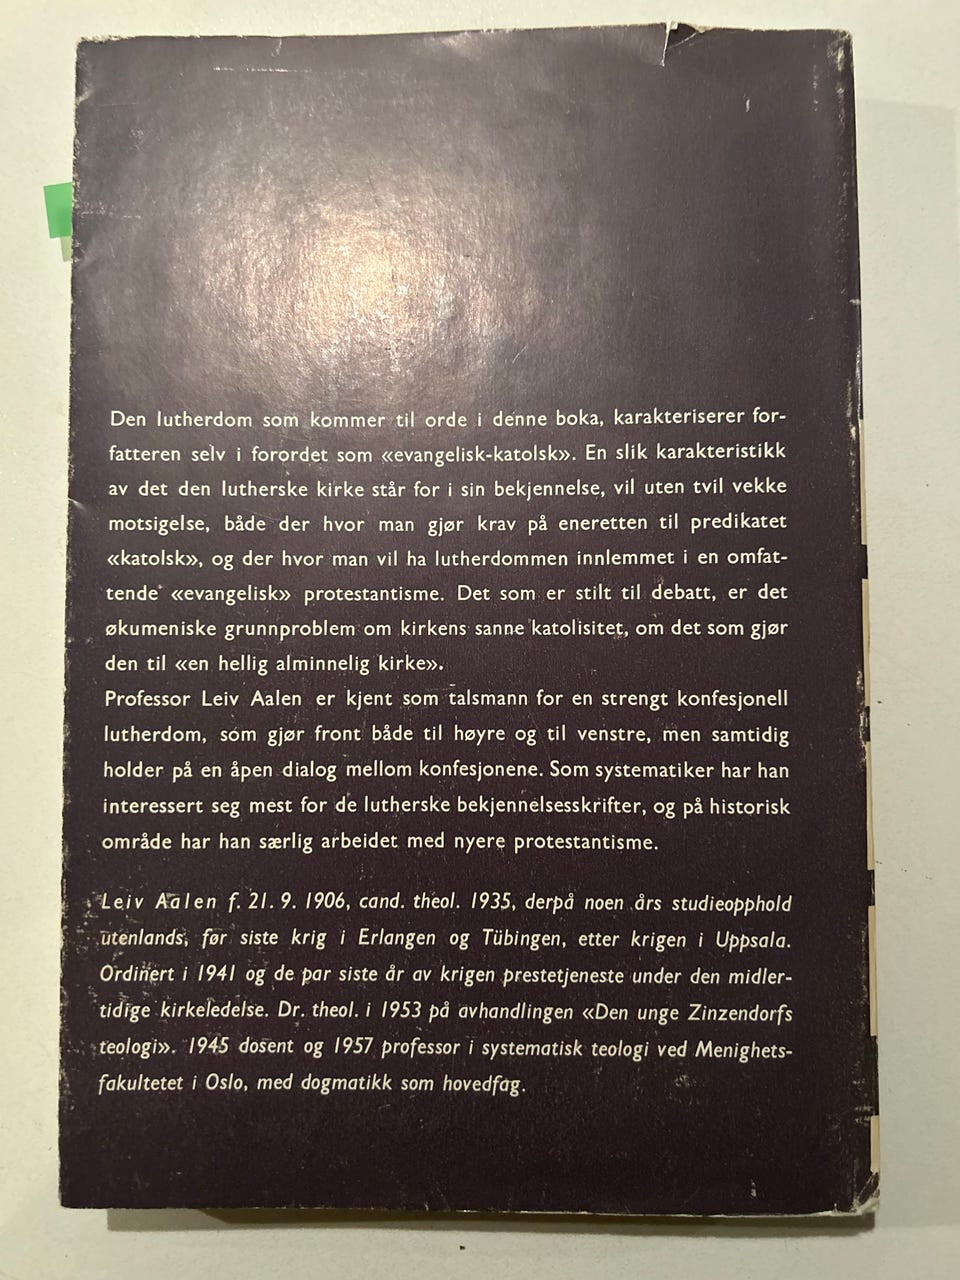 Den lutherdom som kommer til orde i denne boka, karakteriserer for-
fatteren selv i forordet som «evangelisk-katolsk». En slik karakteristikk
av det den lutherske kirke står for i sin bekjennelse, vil uten tvil vekke
motsigelse, både der hvor man gjør krav på eneretten til predikatet
«katolsk», og der hvor man vil ha lutherdommen innlemmet i en omfat-
tende «evangelisk» protestantisme. Det som er stilt til debatt, er det
økumeniske grunnproblem om kirkens sanne katolisitet, om det som gjør
den til «en hellig alminnelig kirke».
Professor Leiv Aalen er kjent som talsmann for en strengt konfesjonell
lutherdom, som gjør front både til høyre og til venstre, men samtidig
holder på en åpen dialog mellom konfesjonene. Som systematiker har han
interessert seg mest for de lutherske bekjennelsesskrifter, og på historisk
område har han særlig arbeidet med nyere protestantisme.
Leiv Aalen f. 21. 9. 1906, cand. theol. 1935, derpå noen års studieopphold
utenlands, før siste krig i Erlangen og Tübingen, etter krigen i Uppsala.
Ordinert i 1941 og de par siste år av krigen prestetjeneste under den midler-
tidige kirkeledelse. Dr. theol. i 1953 på avhandlingen «Den unge Zinzendorfs
teologi». 1945 dosent og 1957 professor i systematisk teologi ved Menighets-
fakultetet i Oslo, med dogmatikk som hovedfag.